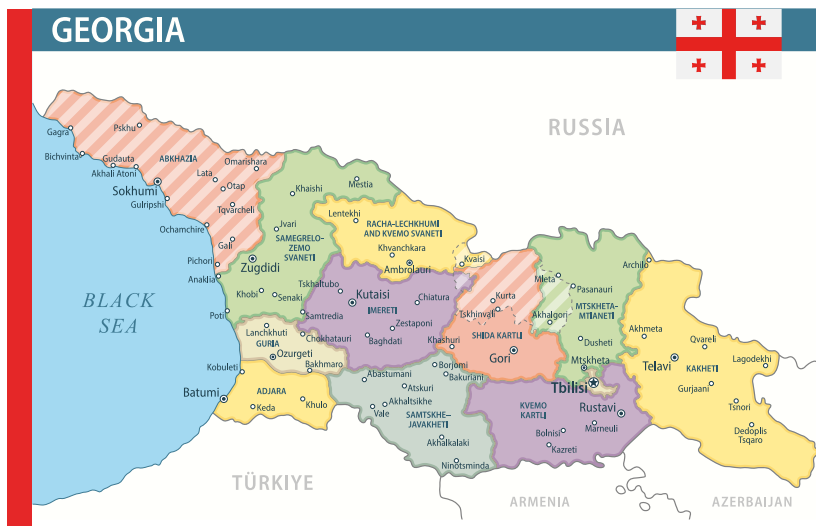 GEORGIA
RUSSIA
Gagra
Pskhu
Bichvinta
Gudauta
ABKHAZIA
Omarishara
Akhali Atoni
Lata
Otap
Sokhumi
Gulripshi
Tqvarcheli
Khaishi
Mestia
Ochamchire
Jvari
Lentekhi
RACHA-LECHKHUMI
AND KVEMO SVANETI
Gali
SAMEGRELO-
ZEMO
SVANETI
Khvanchkara
Pichori
Zugdidi
Ambrolauri
Kvaisi
Archilo
Anaklia
Mleta
Pasanauri
Khobi
Senaki
Tskhaltubo
Kutaisi
Chiatura
Kurta
MTSKHETA-
MTIANETI
BLACK
SEA
Poti
Samtredia
IMERETI
Tskhinvali
Akhalgori
Lanchkhuti
GURIA
Chokhatauri
Zestaponi
Baghdati
Khashuri
SHIDA KARTLI
Dusheti
Akhmeta
Qvareli
Ozurgeti
Gori
Mtskheta
Telavi
Lagodekhi
Kobuleti
Bakhmaro
Abastumani
Borjomi
Bakuriani
KAKHETI
Batumi
ADJARA
Atskuri
Tbilisi
Gurjaani
Keda
Khulo
Akhaltsikhe
Vale
SAMTSKHE-
JAVAKHETI
KVEMO
KARTLI
Rustavi
Tsnori
Marneuli
Bolnisi
Dedoplis
Tsqaro
Akhalkalaki
Kazreti
Ninotsminda
TÜRKIYE
ARMENIA
AZERBAIJAN